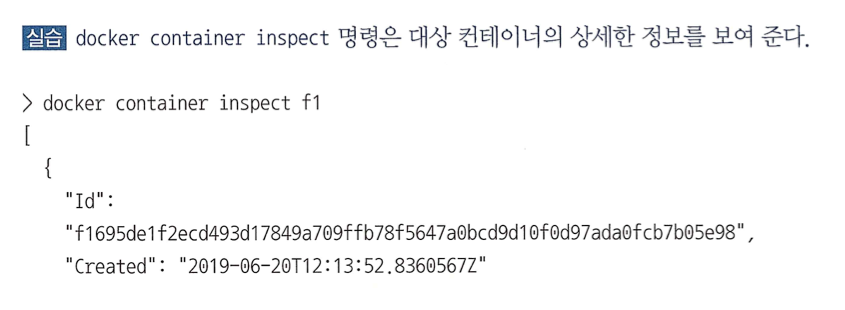 실습 docker container inspect 명령은 대상 컨테이너의 상세한 정보를 보여 준다.
> docker container inspect f1
[
{
"Id":
"f1695de1f2ecd493d17849a709ffb78f5647a0bcd9d10f0d97ada0fcb7b05e98",
"Created": "2019-06-20T12:13:52.8360567Z"